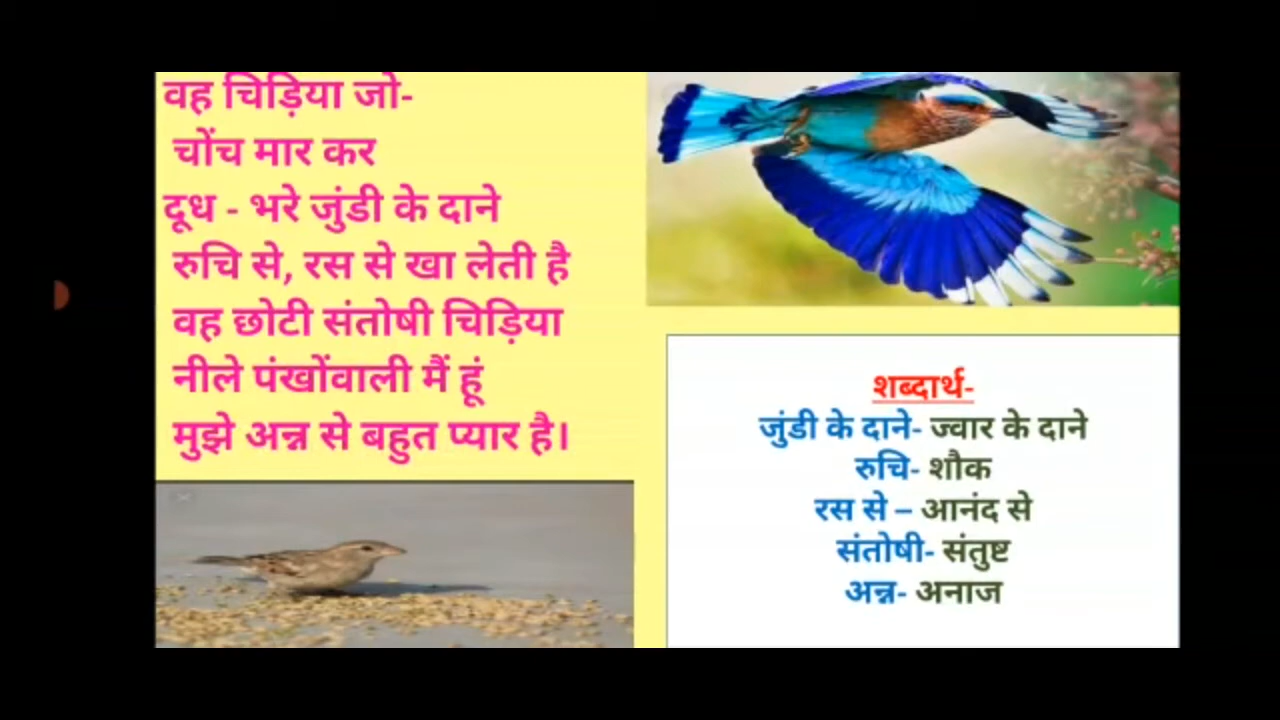 वह चिड़िया जो-
चोंच मार कर
दूध - भरे जुंडी के दाने
रुचि से, रस से खा लेती है
वह छोटी संतोषी चिड़िया
नीले पंखोंवाली मैं हूं
मुझे अन्न से बहुत प्यार है।
शब्दार्थ-
जुंडी के दाने- ज्वार के दाने
रुचि- शौक
रस से – आनंद से
संतोषी- संतुष्ट
अन्न- अनाज